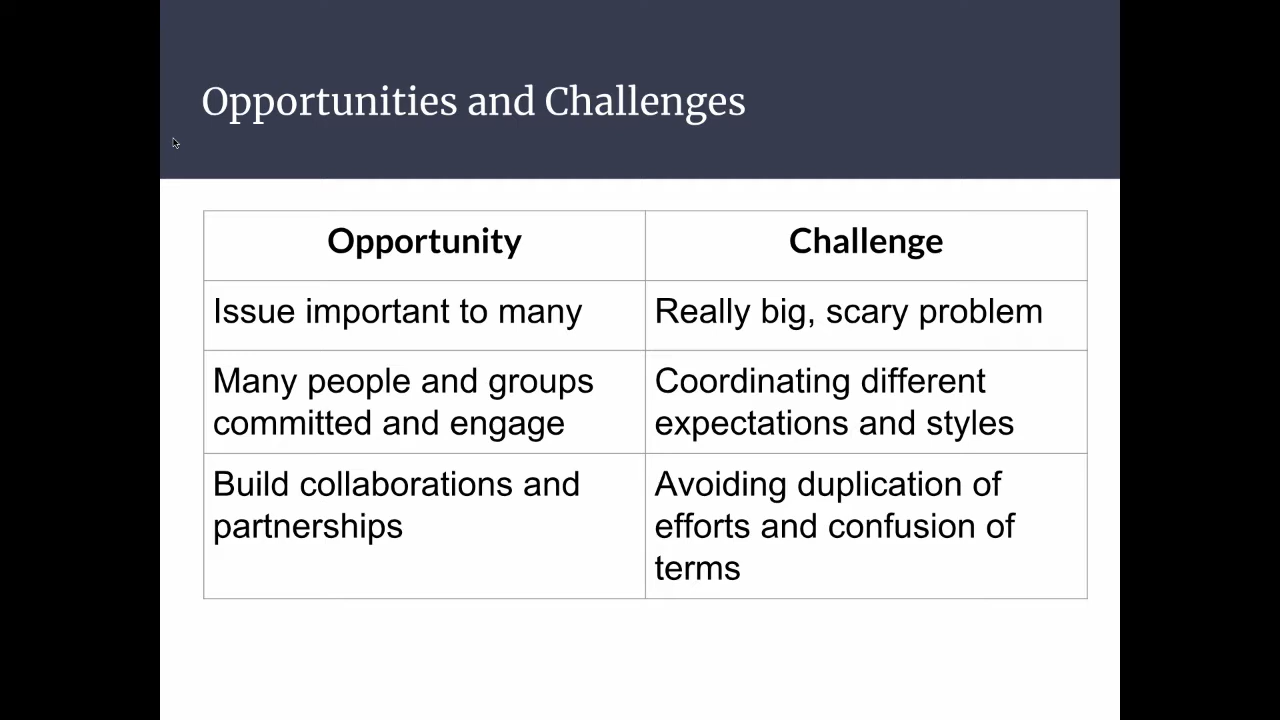 Opportunities and Challenges
Opportunity
Challenge
Issue important to many
Really big, scary problem
Many people and groups
committed and engage
Coordinating different
expectations and styles
Build collaborations and
partnerships
Avoiding duplication of
efforts and confusion of
terms